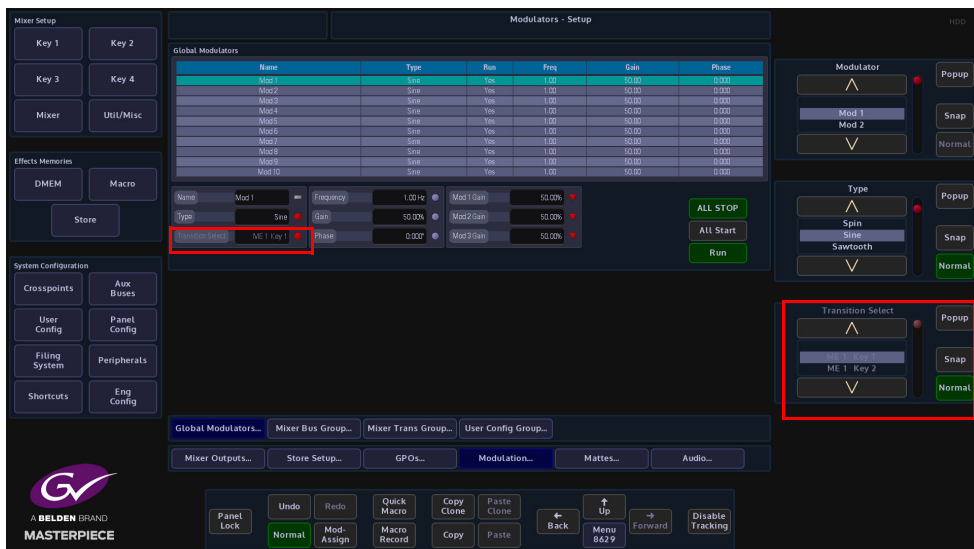 Mixer Setup
Key 1
Key 2
Key 3
Key 4
Mixer
Util/Misc
Effects Memories
DMEM
Macro
Store
System Configuration
Crosspoints
Aux
Buses
User
Config
Panel
Config
Filing
System
Peripherals
Shortcuts
Eng
Config
GV
A BELDEN BRAND
MASTERPIECE
Modulators - Setup
HDD
Global Modulators
Name Type Run Freq Gain Phase
Mod 1 Sine Yes 1.00 50.00 0.000
Mod 2 Sine Yes 1.00 50.00 0.000
Mod 3 Sine Yes 1.00 50.00 0.000
Mod 4 Sine Yes 1.00 50.00 0.000
Mod 5 Sine Yes 1.00 50.00 0.000
Mod 6 Sine Yes 1.00 50.00 0.000
Mod 7 Sine Yes 1.00 50.00 0.000
Mod 8 Sine Yes 1.00 50.00 0.000
Mod 9 Sine Yes 1.00 50.00 0.000
Mod 10 Sine Yes 1.00 50.00 0.000
Name Mod 1 Frequency 1.00 Hz Mod 1 Gain 50.00%
Type Sine Gain 50.00% Mod 2 Gain 50.00%
Transition Select ME 1 Key 1 Phase 0.000° Mod 3 Gain 50.00%
ALL STOP
All Start
Run
Modulator
Mod 1
Mod 2
Popup
Snap
Normal
Type
Spin
Sine
Sawtooth
Popup
Snap
Normal
Transition Select
ME 1 Key 1
ME 1 Key 2
Popup
Snap
Normal
Global Modulators... Mixer Bus Group... Mixer Trans Group... User Config Group...
Mixer Outputs... Store Setup... GPOs... Modulation... Mattes... Audio...
Panel
Lock
Undo
Redo
Normal
Mod-
Assign
Quick
Macro
Macro
Record
Copy
Clone
Paste
Clone
Copy
Paste
Back
Up
Menu
8629
Forward
Disable
Tracking